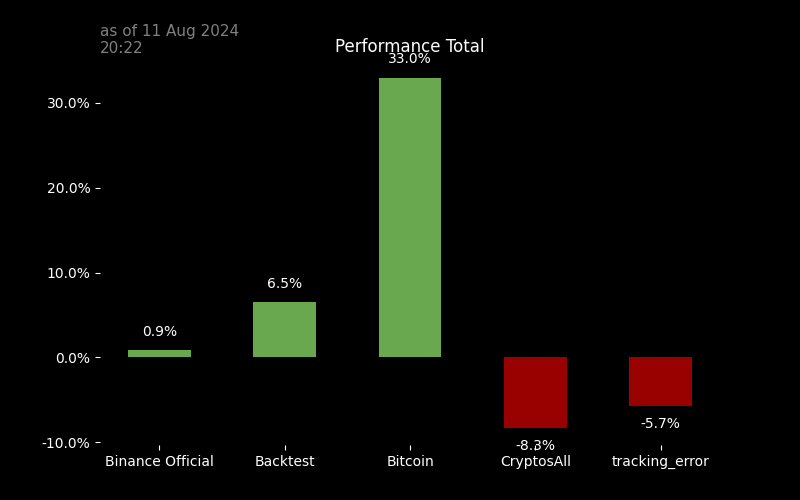 as of 11 Aug 2024
20:22
Performance Total
33.0%
30.0%
20.0%
10.0%
6.5%
0.9%
0.0%
-5.7%
-8.3%
-10.0%
Binance Official
Backtest
Bitcoin
CryptosAll
tracking_error